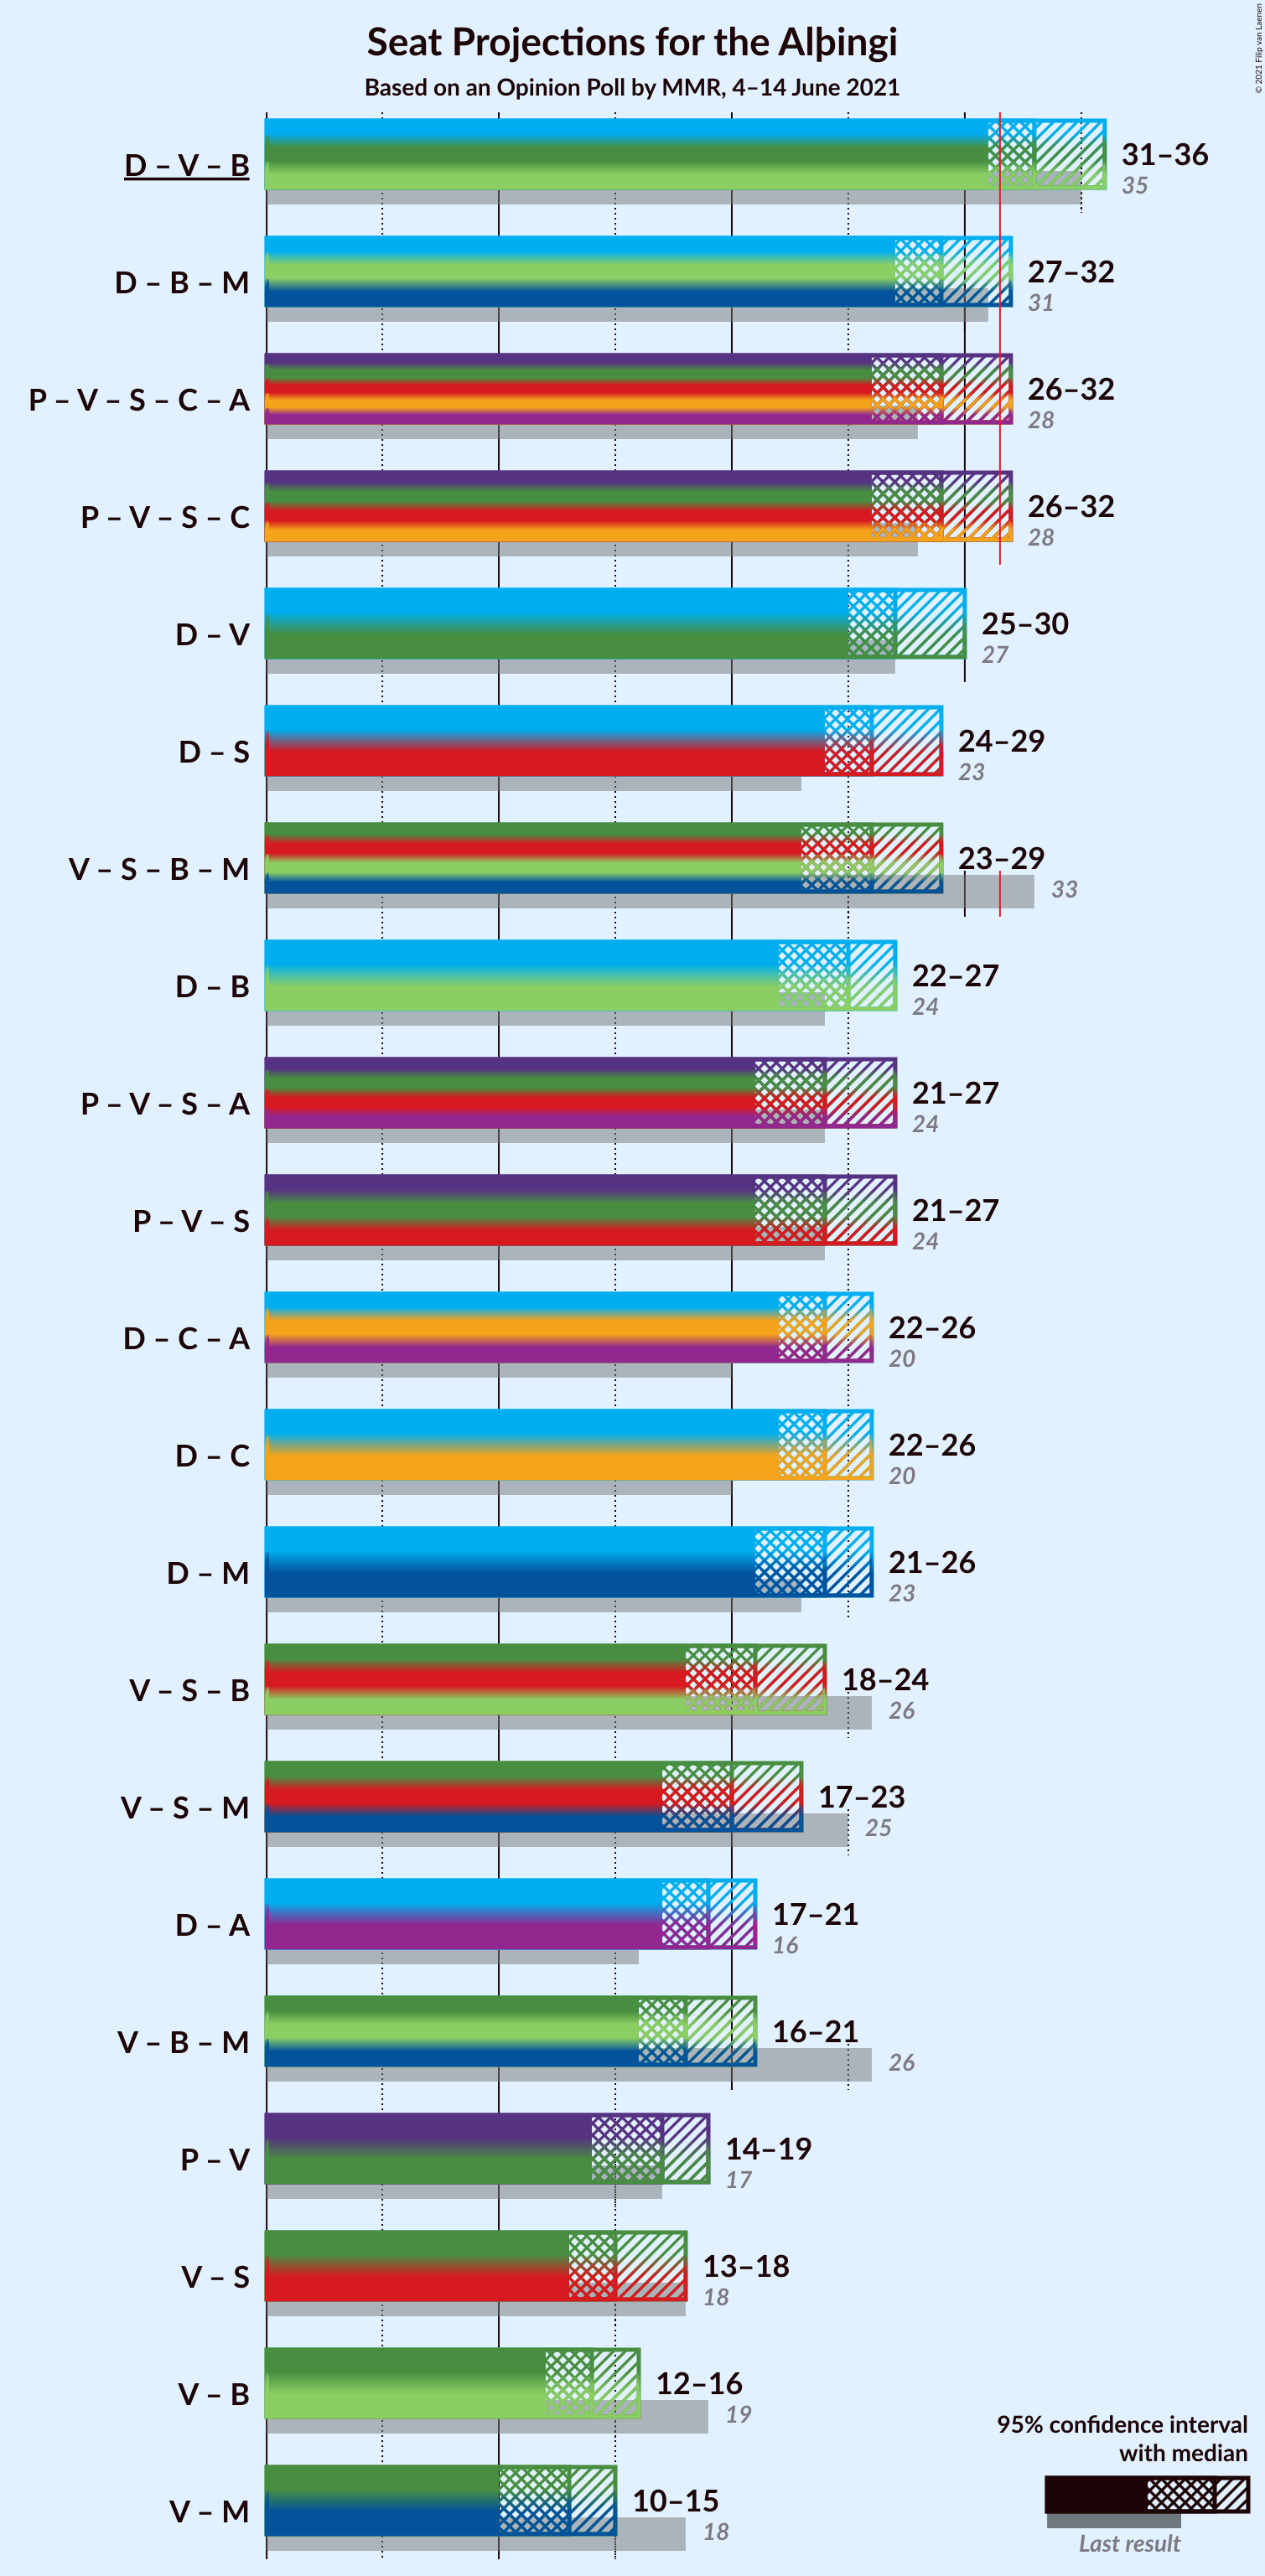 Seat Projections for the Alþingi
Based on an Opinion Poll by MMR, 4–14 June 2021
© 2021 Filip van Laenen
D – V – B
31–36
35
D – B – M
27–32
31
P – V – S – C – A
26–32
28
P – V – S – C
26–32
28
D – V
25–30
27
D – S
24–29
23
V – S – B – M
23–29
33
D – B
22–27
24
P – V – S – A
21–27
24
P – V – S
21–27
24
D – C – A
22–26
20
D – C
22–26
20
D – M
21–26
23
V – S – B
18–24
26
V – S – M
17–23
25
D – A
17–21
16
V – B – M
16–21
26
P – V
14–19
17
V – S
13–18
18
V – B
12–16
19
V – M
10–15
18
95% confidence interval
with median
Last result